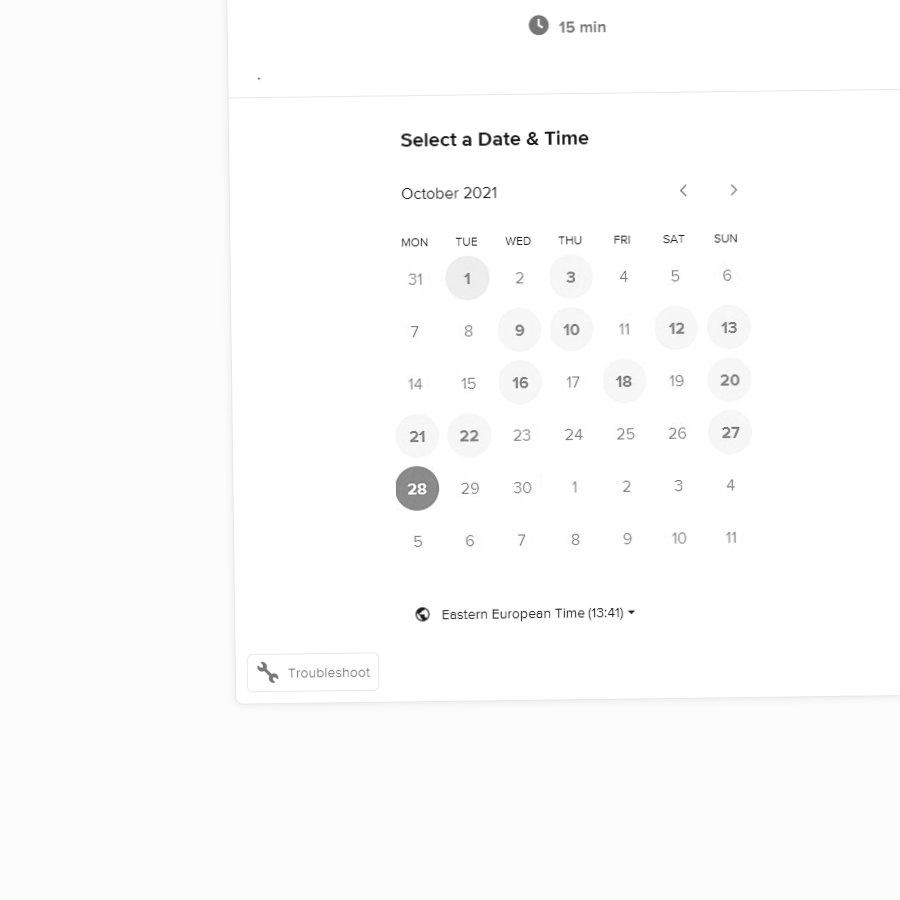 15 min
.
Select a Date & Time
October 2021
MON TUE WED THU FRI SAT SUN
31 1 2 3 4 5 6
7 8 9 10 11 12 13
14 15 16 17 18 19 20
21 22 23 24 25 26 27
28 29 30 1 2 3 4
5 6 7 8 9 10 11
Eastern European Time (13:41)
Troubleshoot